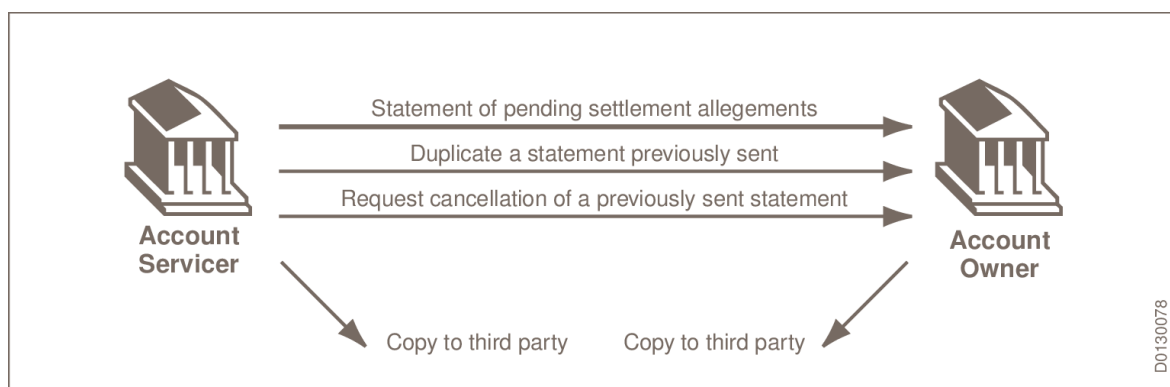 Statement of pending settlement allegements
Duplicate a statement previously sent
Request cancellation of a previously sent statement
Account
Servicer
Account
Owner
Copy to third party
Copy to third party
D0130078